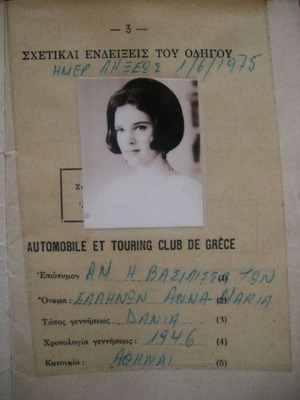 — 3 —
ΣΧΕΤΙΚΑΙ ΕΝΔΕΙΞΕΙΣ ΤΟΥ ΟΔΗΓΟΥ
ΗΜΕΡ ΛΗΞΕΩΣ 1/6/1975
AUTOMOBILE ET TOURING CLUB DE GRÈCE
Ἐπώνυμον ΑΜ Η ΒΑΣΙΛΙΣΣΑ ΤΩΝ (1)
Ὄνομα: ΕΛΛΗΝΩΝ ΑΝΝΑ-ΜΑΡΙΑ (2)
Τόπος γεννήσεως ΔΑΝΙΑ (3)
Χρονολογία γεννήσεως: 1946 (4)
Κατοικία: ΑΘΗΝΑΙ (5)